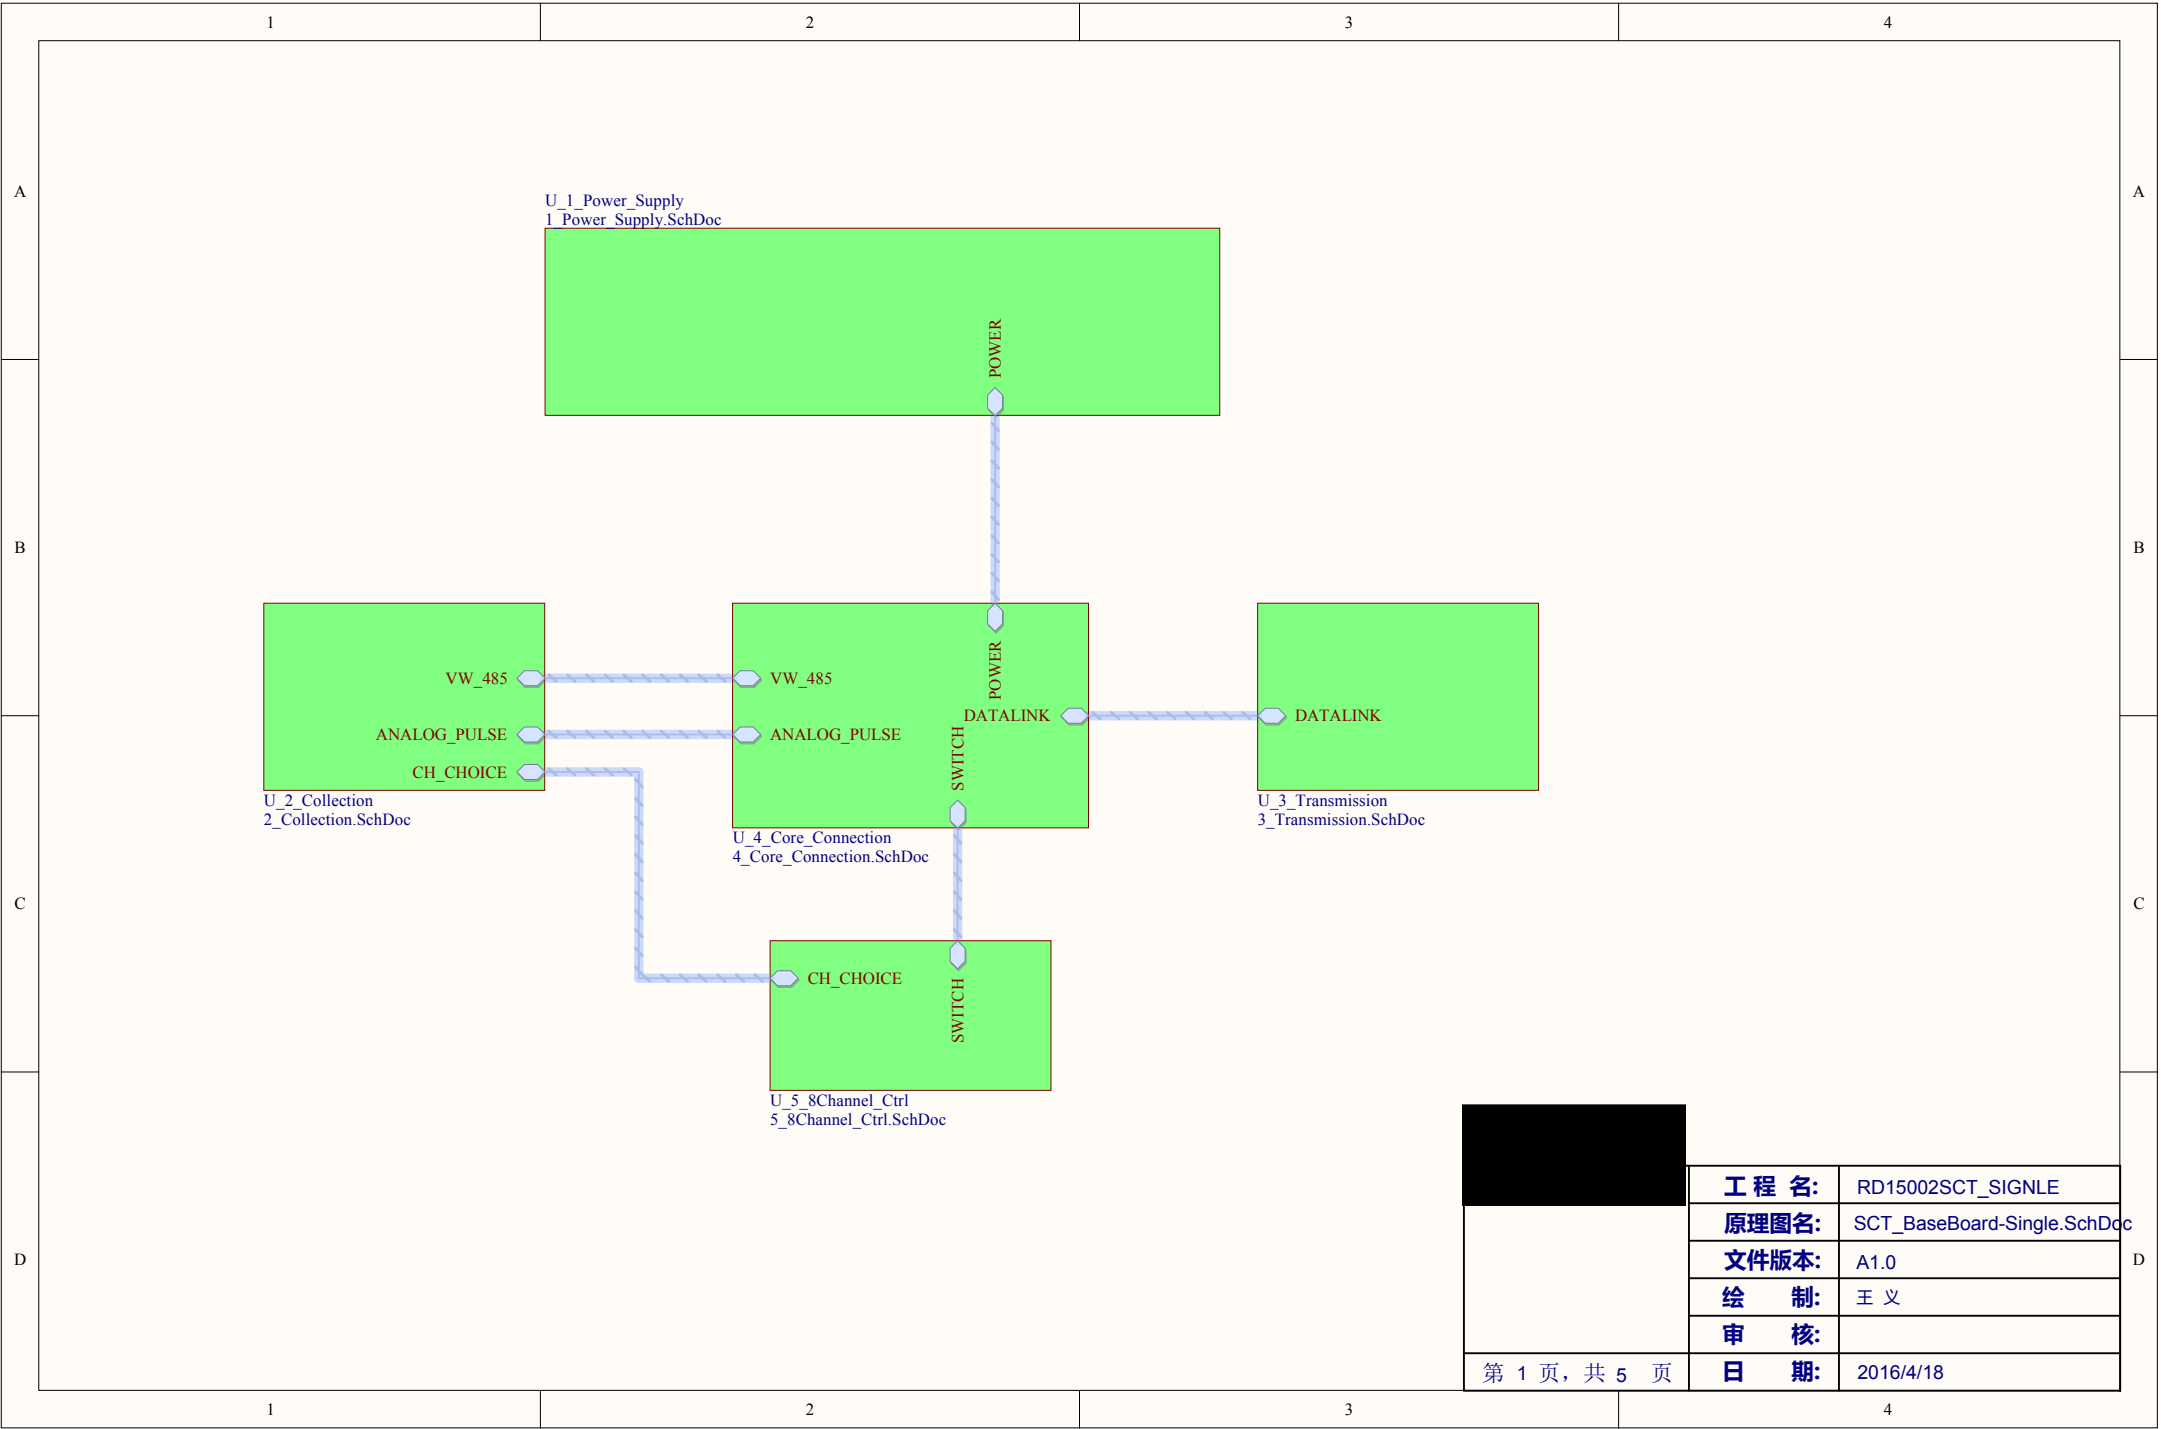 1 2 3 4
A A
U_1_Power_Supply
1_Power_Supply.SchDoc
POWER
B B
VW_485 VW_485 POWER
DATALINK DATALINK
ANALOG_PULSE ANALOG_PULSE SWITCH
CH_CHOICE
U_2_Collection
2_Collection.SchDoc
U_3_Transmission
3_Transmission.SchDoc
U_4_Core_Connection
4_Core_Connection.SchDoc
C C
CH_CHOICE SWITCH
U_5_8Channel_Ctrl
5_8Channel_Ctrl.SchDoc
工 程 名: RD15002SCT_SIGNLE
原理图名: SCT_BaseBoard-Single.SchDoc
D 文件版本: A1.0 D
绘 制: 王 义
审 核:
第 1 页，共 5 页 日 期: 2016/4/18
1 2 3 4